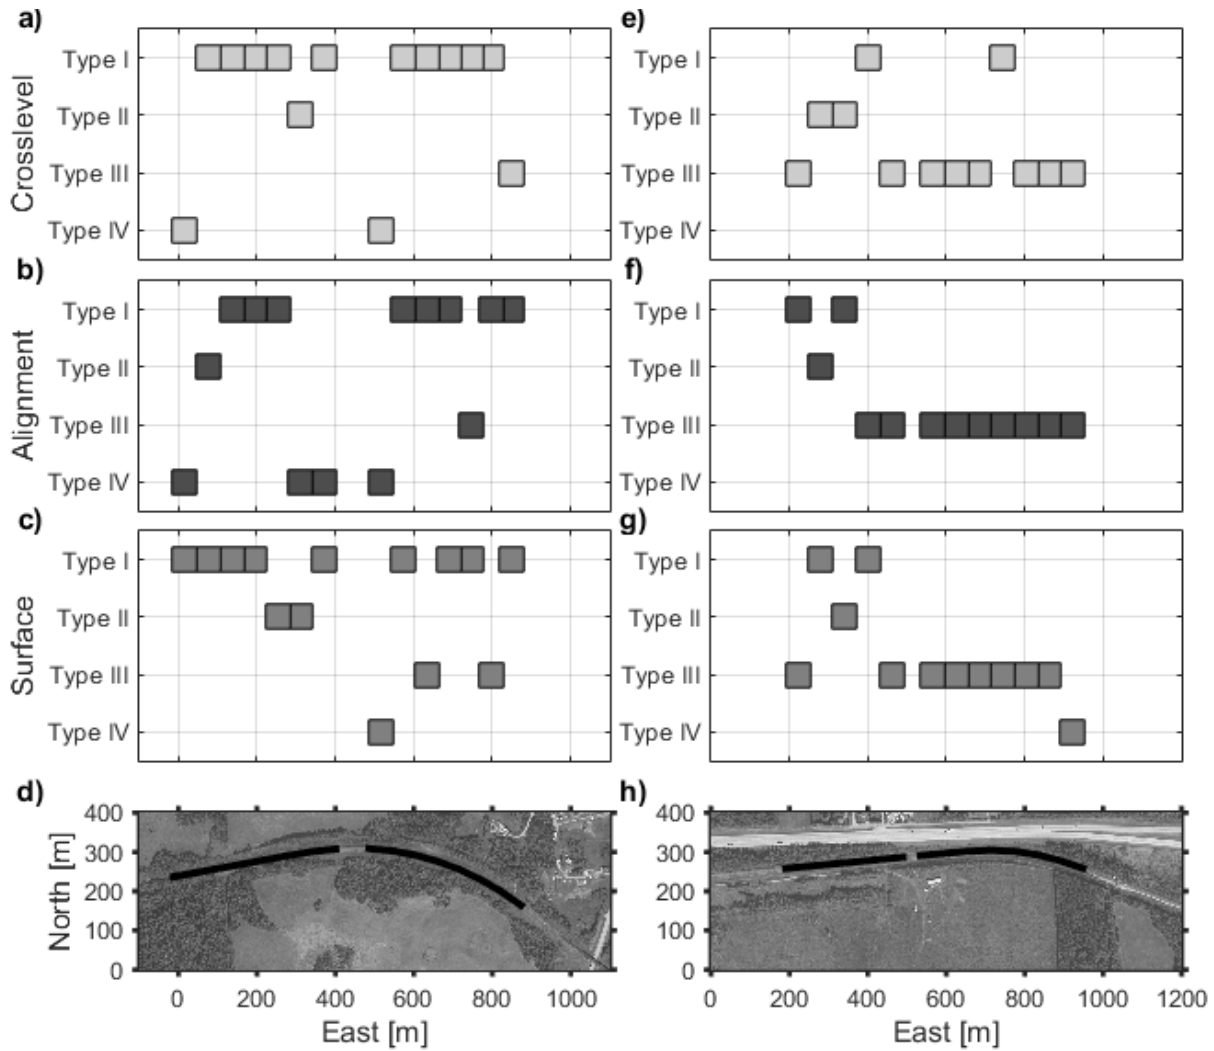 a)
Type I
Type II
Type III
Type IV
Crosslevel
e)
Type I
Type II
Type III
Type IV
b)
Type I
Type II
Type III
Type IV
Alignment
f)
Type I
Type II
Type III
Type IV
c)
Type I
Type II
Type III
Type IV
Surface
g)
Type I
Type II
Type III
Type IV
d)
400
300
200
100
0
North [m]
0 200 400 600 800 1000
East [m]
h)
400
300
200
100
0
0 200 400 600 800 1000 1200
East [m]